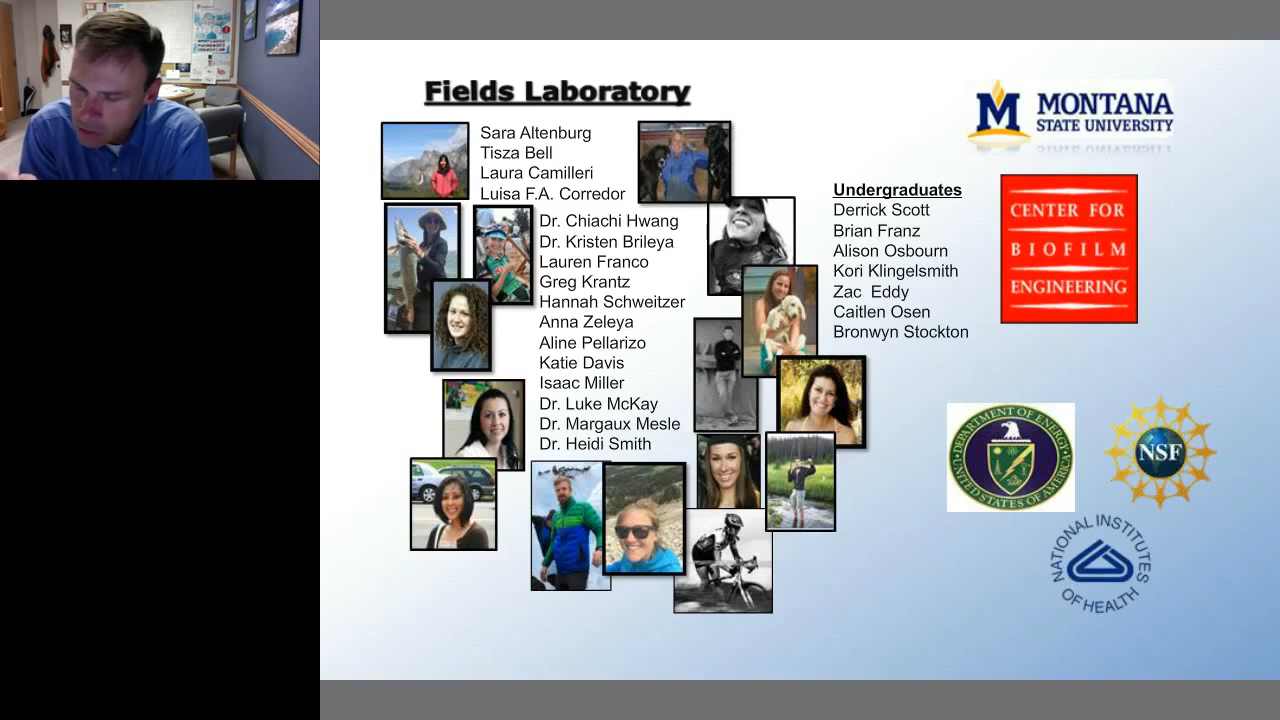 Fields Laboratory
Sara Altenburg
Tisza Bell
Laura Camilleri
Luisa F.A. Corredor
Dr. Chiachi Hwang
Dr. Kristen Brileya
Lauren Franco
Greg Krantz
Hannah Schweitzer
Anna Zeleya
Aline Pellarizo
Katie Davis
Isaac Miller
Dr. Luke McKay
Dr. Margaux Mesle
Dr. Heidi Smith
Undergraduates
Derrick Scott
Brian Franz
Alison Osbourn
Kori Klingelsmith
Zac Eddy
Caitlen Osen
Bronwyn Stockton
M MONTANA
STATE UNIVERSITY
CENTER FOR
BIOFILM
ENGINEERING
DEPARTMENT OF ENERGY
UNITED STATES OF AMERICA
NSF
NATIONAL INSTITUTES
OF HEALTH